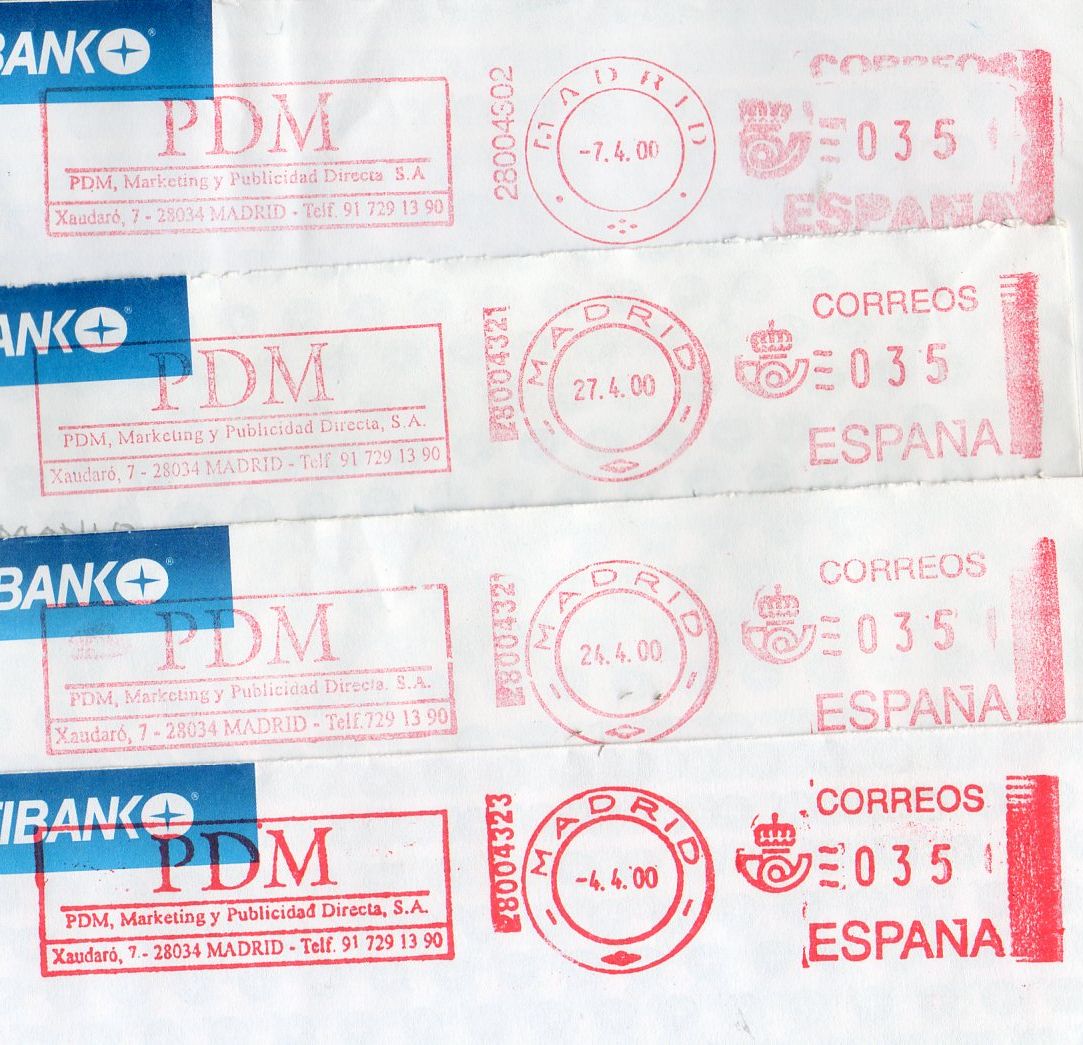 BANK
PDM
PDM, Marketing y Publicidad Directa S.A
Xaudaró, 7 - 28034 MADRID - Telf. 91 729 13 90
28004302
MADRID
-7.4.00
CORREOS
035
ESPAÑA
ANK
PDM
PDM, Marketing y Publicidad Directa, S.A.
Xaudaró, 7 - 28034 MADRID - Telf 91 729 13 90
28004321
MADRID
27.4.00
CORREOS
035
ESPAÑA
BANK
PDM
PDM, Marketing y Publicidad Directa. S.A.
Xaudaró, 7 - 28034 MADRID - Telf.729 13 90
MADRID
24.4.00
CORREOS
035
ESPAÑA
TIBANK
PDM
PDM, Marketing y Publicidad Directa, S.A.
Xaudaró, 7.- 28034 MADRID - Telf. 91 729 13 90
28004323
MADRID
-4.4.00
CORREOS
035
ESPAÑA